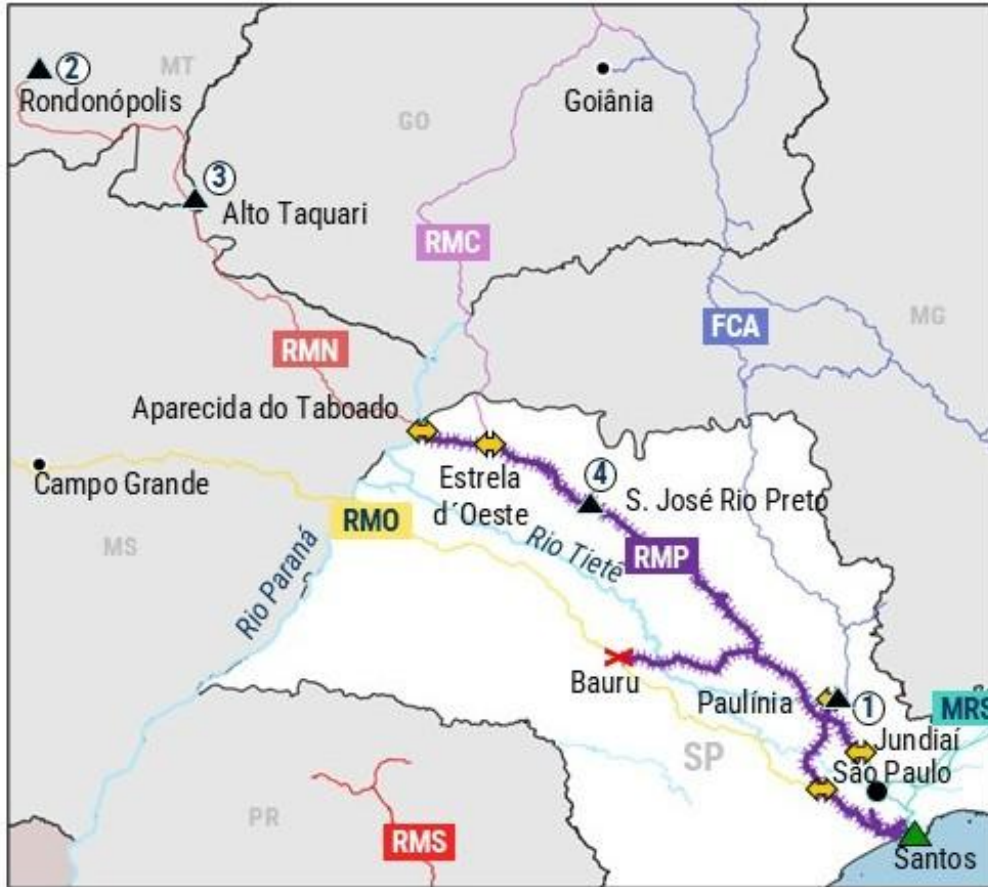 2
MT
Rondonópolis
GO
Goiânia
3
Alto Taquari
RMC
FCA
MG
RMN
Aparecida do Taboado
4
Campo Grande
Estrela
d´Oeste
S. José Rio Preto
RMO
MS
Rio Paraná
Rio Tietê
RMP
Bauru
Paulínia
1
MRS
Jundiaí
SP
São Paulo
PR
RMS
Santos